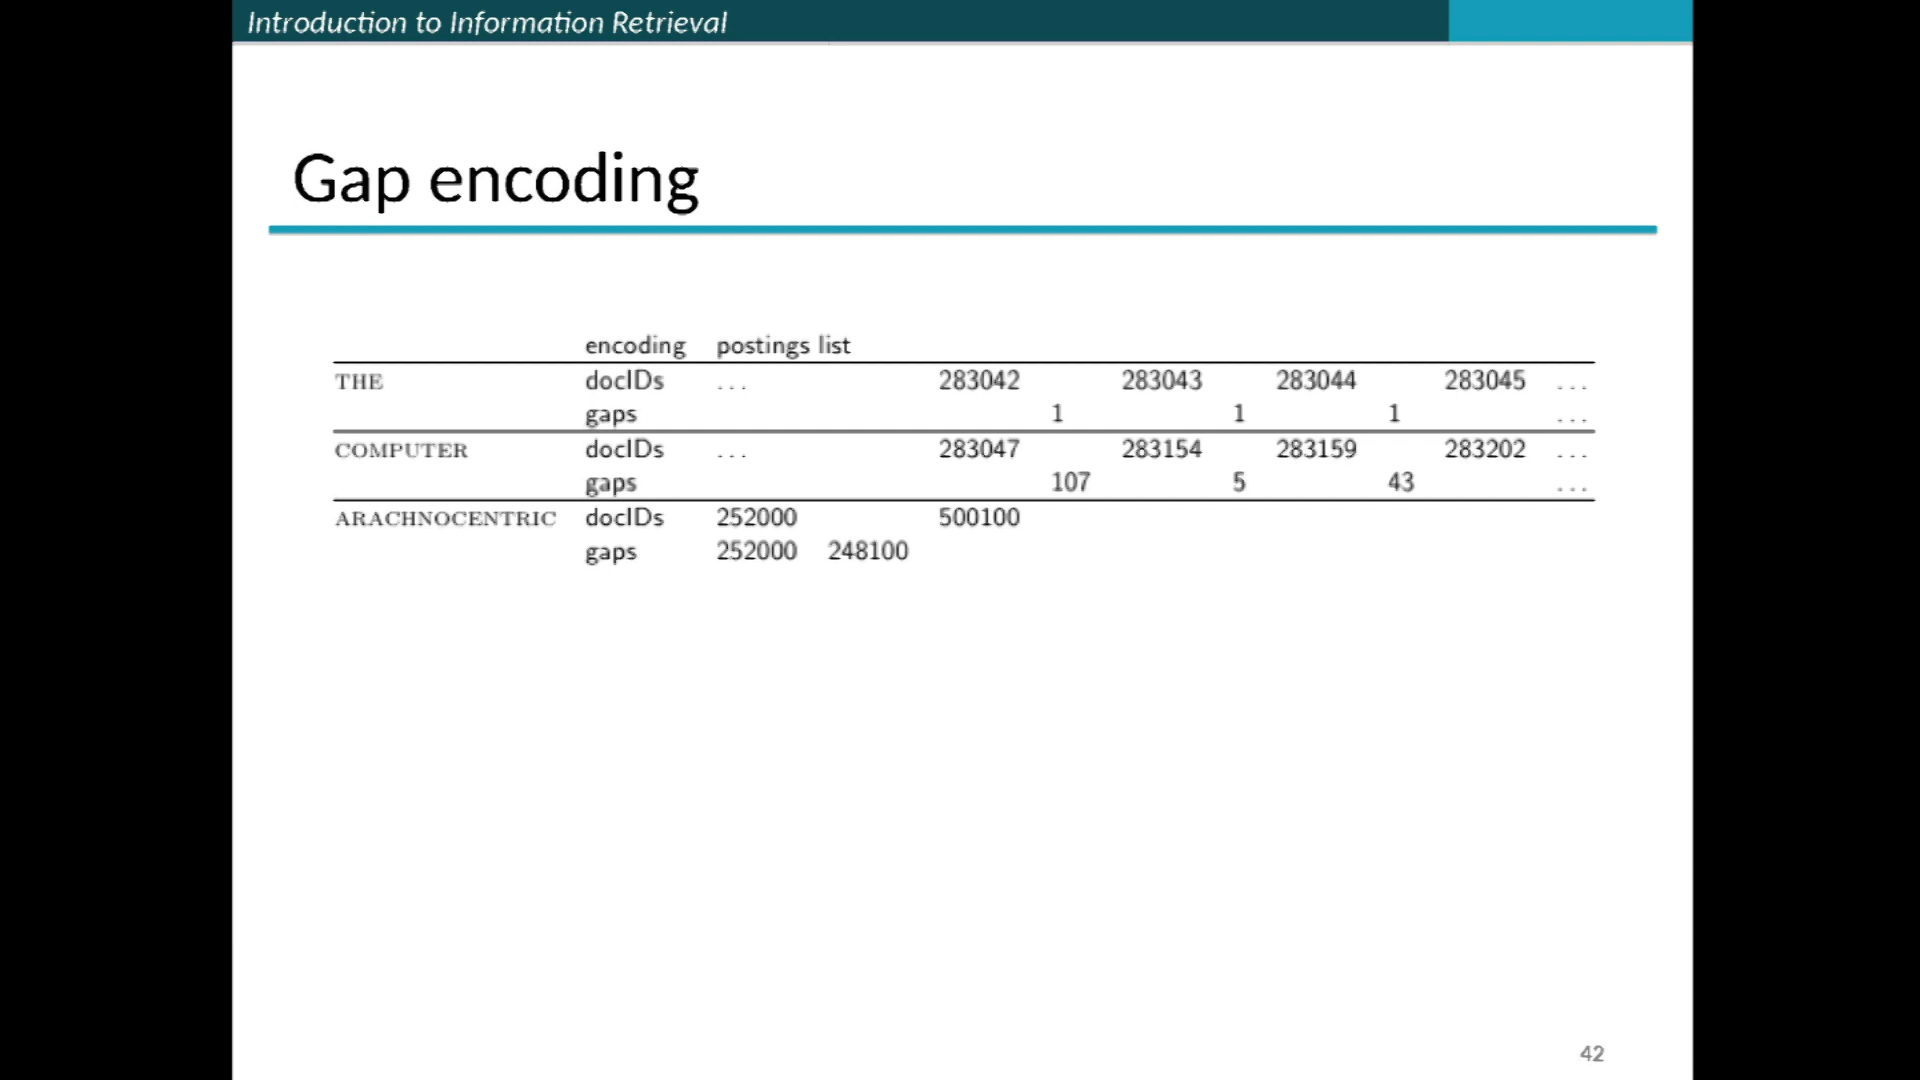 Introduction to Information Retrieval
Gap encoding
encoding postings list
THE docIDs ... 283042 283043 283044 283045 ...
gaps 1 1 1 ...
COMPUTER docIDs ... 283047 283154 283159 283202 ...
gaps 107 5 43 ...
ARACHNOCENTRIC docIDs 252000 500100
gaps 252000 248100
42